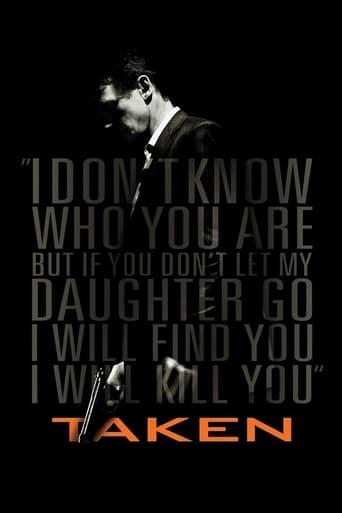 "I DON'T KNOW
WHO YOU ARE
BUT IF YOU DON'T LET MY
DAUGHTER GO
I WILL FIND YOU
I WILL KILL YOU"
TAKEN